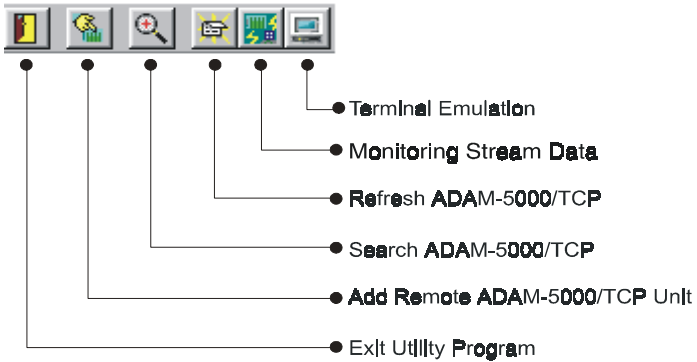 Terminal Emulation
Monitoring Stream Data
Refresh ADAM-5000/TCP
Search ADAM-5000/TCP
Add Remote ADAM-5000/TCP Unit
Exit Utility Program